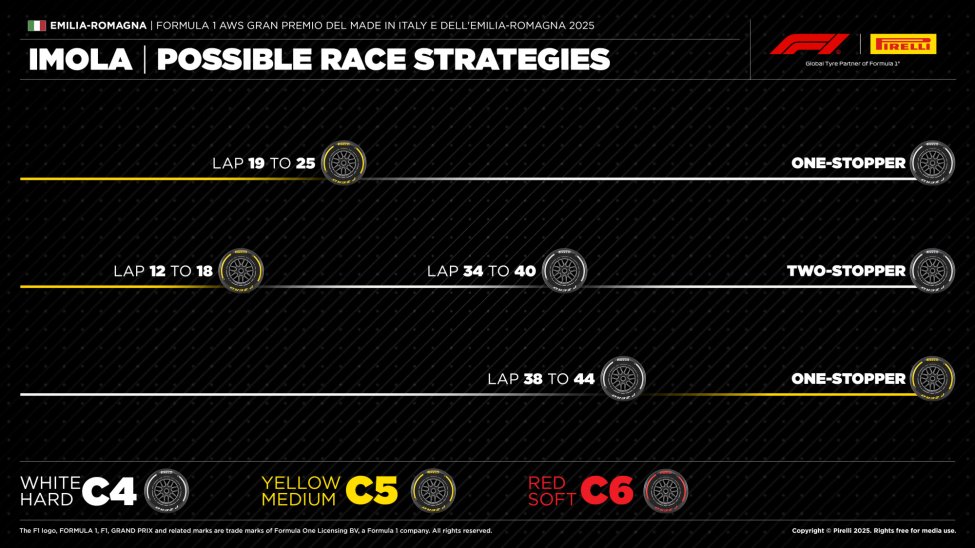 EMILIA-ROMAGNA | FORMULA 1 AWS GRAN PREMIO DEL MADE IN ITALY E DELL'EMILIA-ROMAGNA 2025
IMOLA | POSSIBLE RACE STRATEGIES
F1 | PIRELLI
Global Tyre Partner of Formula 1®
LAP 19 TO 25
ONE-STOPPER
LAP 12 TO 18
LAP 34 TO 40
TWO-STOPPER
LAP 38 TO 44
ONE-STOPPER
WHITE
HARD
C4
YELLOW
MEDIUM
C5
RED
SOFT
C6
The F1 logo, FORMULA 1, F1, GRAND PRIX and related marks are trade marks of Formula One Licensing BV, a Formula 1 company. All rights reserved.
Copyright © Pirelli 2025. Rights free for media use.